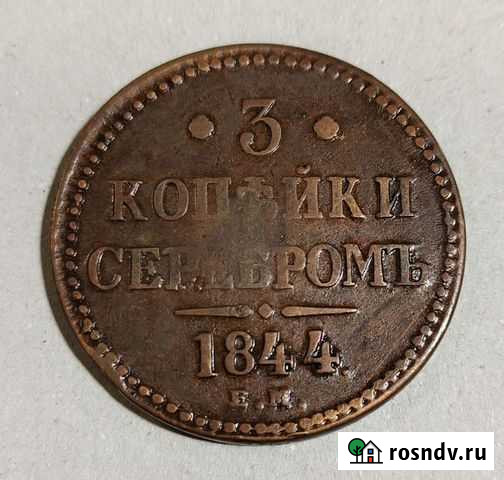 • 3 •
КОПѢЙКИ
СЕРЕБРОМЪ
1844.
Е.М.
rosndv.ru